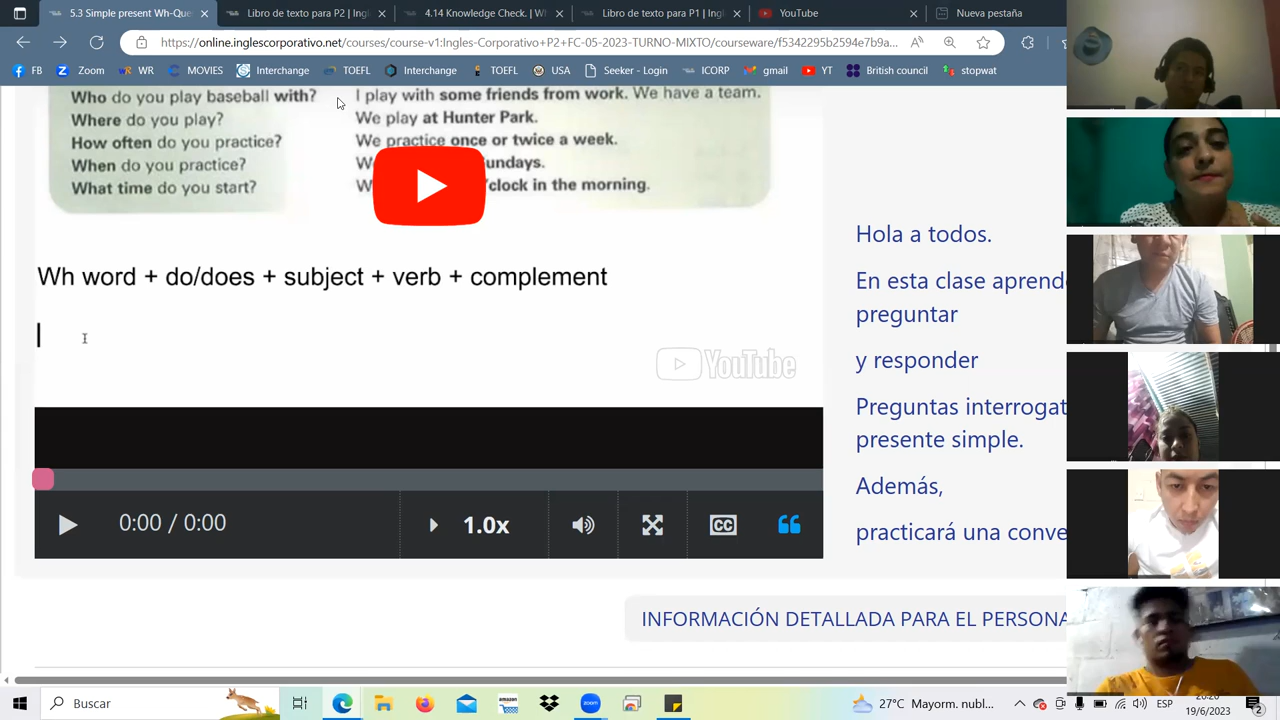 5.3 Simple present Wh-Ques
Libro de texto para P2 | Ingl
4.14 Knowledge Check. | W
Libro de texto para P1 | Ingl
YouTube
Nueva pestaña
https://online.inglescorporativo.net/courses/course-v1:Ingles-Corporativo+P2+FC-05-2023-TURNO-MIXTO/courseware/f5342295b2594e7b9a...
FB
Zoom
WR
MOVIES
Interchange
TOEFL
Interchange
TOEFL
USA
Seeker - Login
ICORP
gmail
YT
British council
stopwat
Who do you play baseball with? I play with some friends from work. We have a team.
Where do you play? We play at Hunter Park.
How often do you practice? We practice once or twice a week.
When do you practice? We undays.
What time do you start? W 'clock in the morning.
Wh word + do/does + subject + verb + complement
YouTube
0:00 / 0:00
1.0x
CC
Hola a todos.
En esta clase aprend
preguntar
y responder
Preguntas interrogat
presente simple.
Además,
practicará una conve
INFORMACIÓN DETALLADA PARA EL PERSONA
Buscar
amazon
zoom
27°C Mayorm. nubl...
ESP
20:20
19/6/2023
2